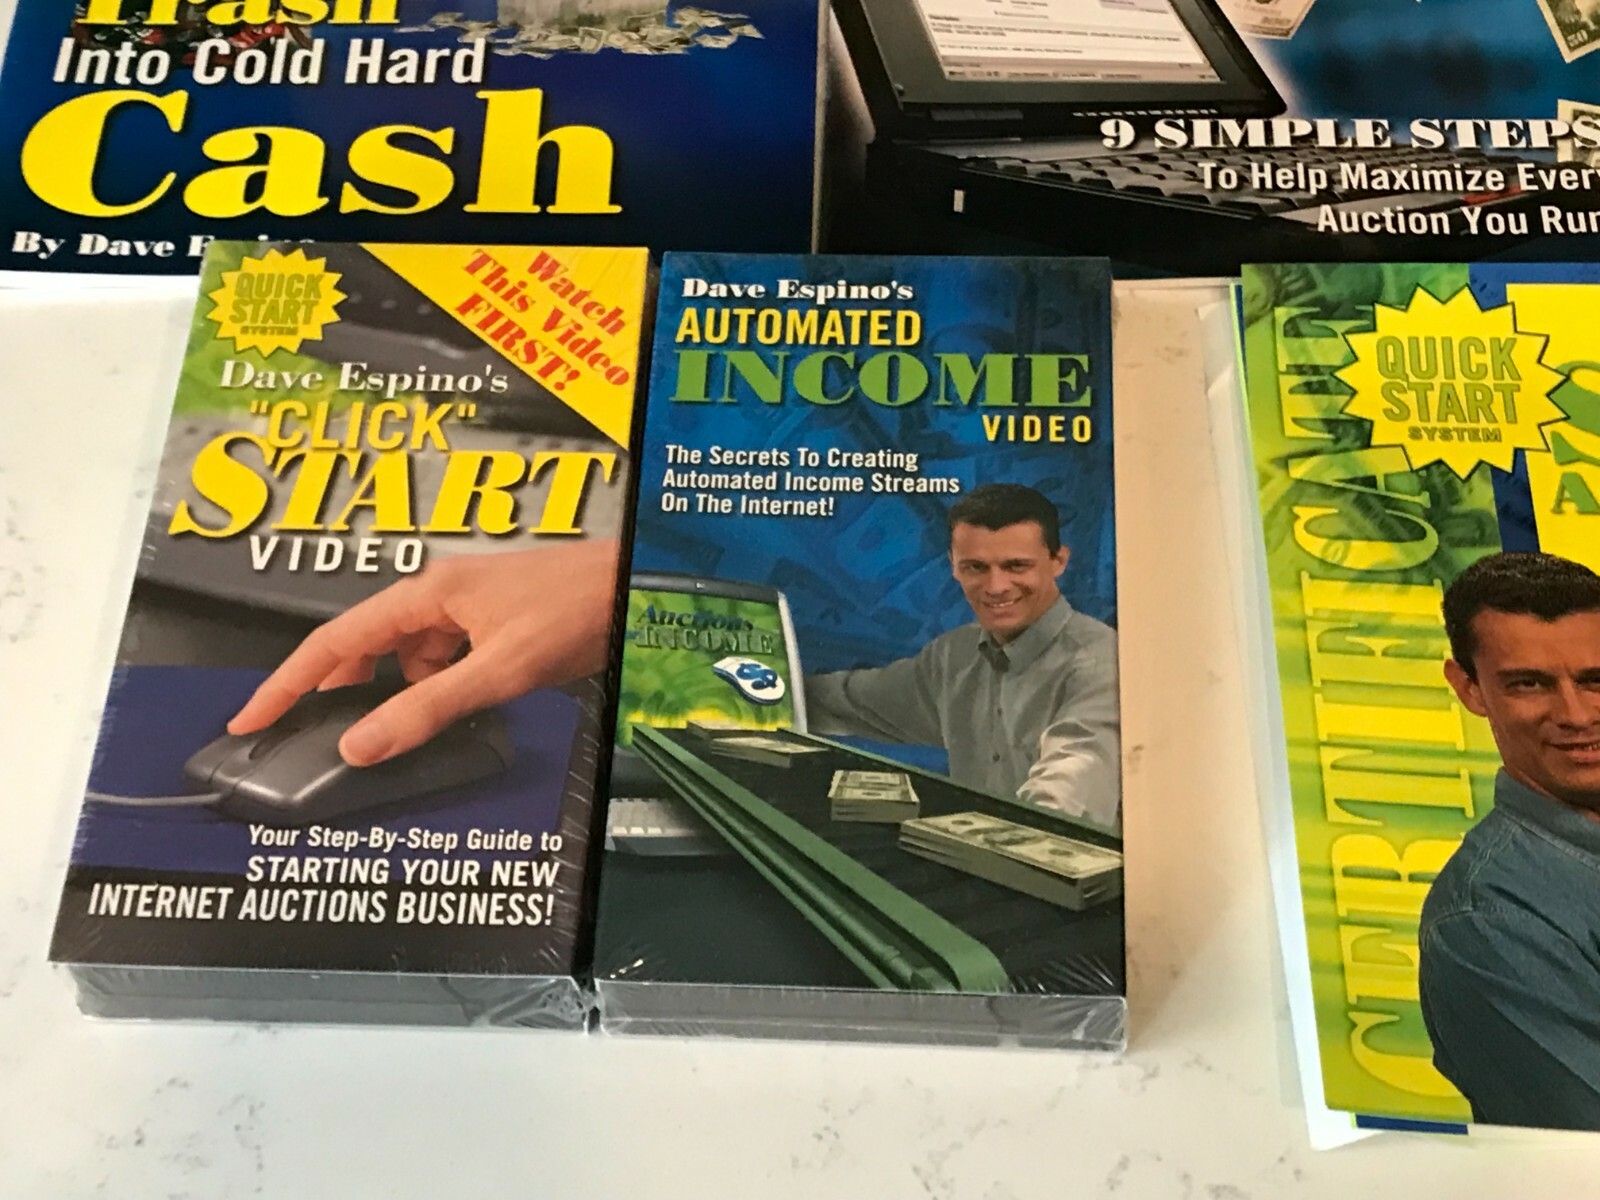 Trash
Into Cold Hard
Cash
By Dave Espino
9 SIMPLE STEPS
To Help Maximize Every
Auction You Run
QUICK
START
SYSTEM
Watch
This Video
FIRST!
Dave Espino's
"CLICK"
START
VIDEO
Your Step-By-Step Guide to
STARTING YOUR NEW
INTERNET AUCTIONS BUSINESS!
Dave Espino's
AUTOMATED
INCOME
VIDEO
The Secrets To Creating
Automated Income Streams
On The Internet!
Auctions
INCOME
CERTIFICATE
QUICK
START
SYSTEM